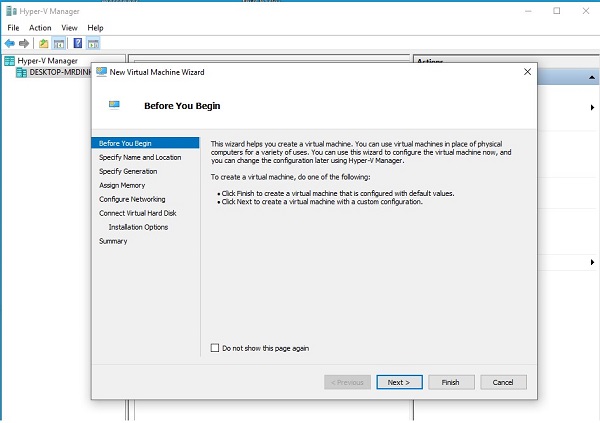 Hyper-V Manager
File Action View Help
Hyper-V Manager
DESKTOP-MRDINH
Actions
New Virtual Machine Wizard
Before You Begin
Before You Begin
Specify Name and Location
Specify Generation
Assign Memory
Configure Networking
Connect Virtual Hard Disk
Installation Options
Summary
This wizard helps you create a virtual machine. You can use virtual machines in place of physical
computers for a variety of uses. You can use this wizard to configure the virtual machine now, and
you can change the configuration later using Hyper-V Manager.
To create a virtual machine, do one of the following:
• Click Finish to create a virtual machine that is configured with default values.
• Click Next to create a virtual machine with a custom configuration.
Do not show this page again
< Previous Next > Finish Cancel